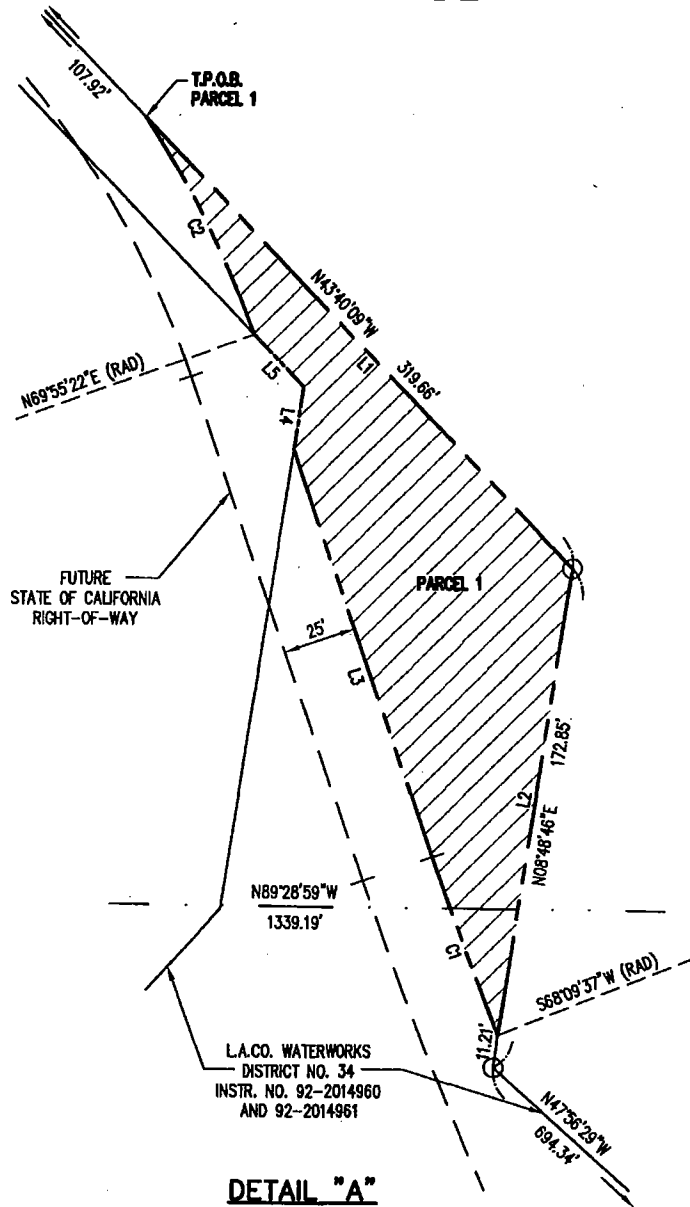 107.92'
T.P.O.B.
PARCEL 1
C2
N43°40'09"W
L1
319.66'
L5
N69°55'22"E (RAD)
L4
FUTURE
STATE OF CALIFORNIA
RIGHT-OF-WAY
PARCEL 1
25'
L3
172.85'
L2
N08°48'46"E
N89°28'59"W
1339.19'
C1
S68°09'37"W (RAD)
11.21'
L.A.CO. WATERWORKS
DISTRICT NO. 34
INSTR. NO. 92-2014960
AND 92-2014961
N47°56'29"W
694.34'
DETAIL "A"